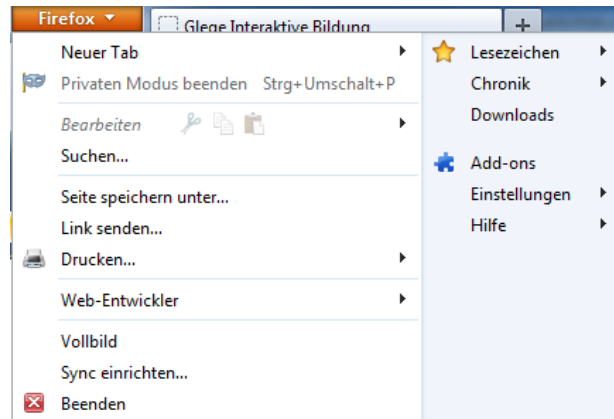 Firefox
Glege Interaktive Bildung
+
Neuer Tab
Privaten Modus beenden Strg+Umschalt+P
Bearbeiten
Suchen...
Seite speichern unter...
Link senden...
Drucken...
Web-Entwickler
Vollbild
Sync einrichten...
Beenden
Lesezeichen
Chronik
Downloads
Add-ons
Einstellungen
Hilfe